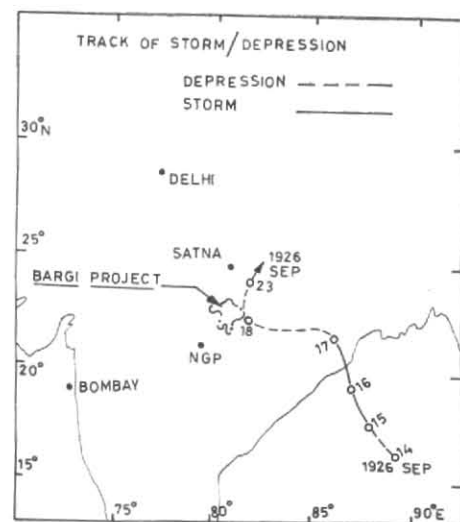 TRACK OF STORM/DEPRESSION
DEPRESSION
STORM
30°N
DELHI
25°
SATNA
1926
SEP
23
BARGI PROJECT
18
17
20°
NGP
BOMBAY
16
15
14
15°
1926 SEP
75°
80°
85°
90°E